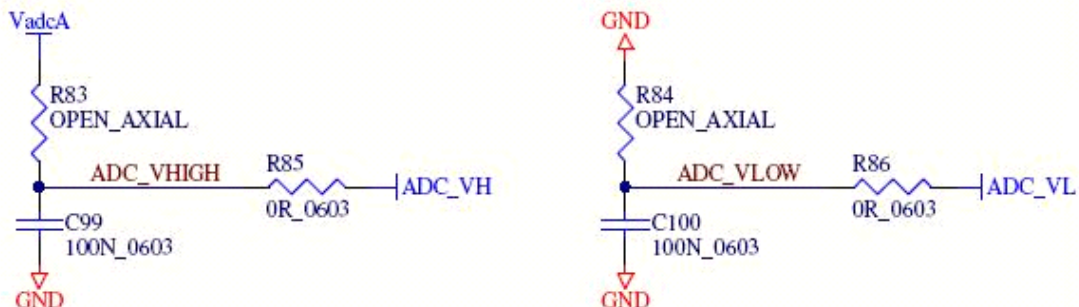 VadcA
R83
OPEN_AXIAL
ADC_VHIGH
R85
0R_0603
ADC_VH
C99
100N_0603
GND
GND
R84
OPEN_AXIAL
ADC_VLOW
R86
0R_0603
ADC_VL
C100
100N_0603
GND